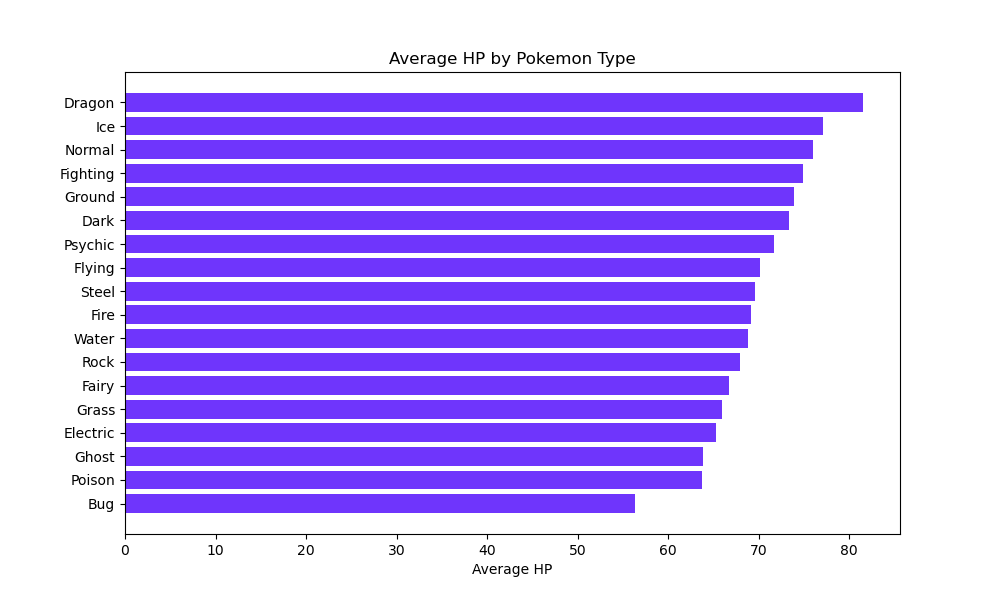 Average HP by Pokemon Type
Dragon
Ice
Normal
Fighting
Ground
Dark
Psychic
Flying
Steel
Fire
Water
Rock
Fairy
Grass
Electric
Ghost
Poison
Bug
0 10 20 30 40 50 60 70 80
Average HP